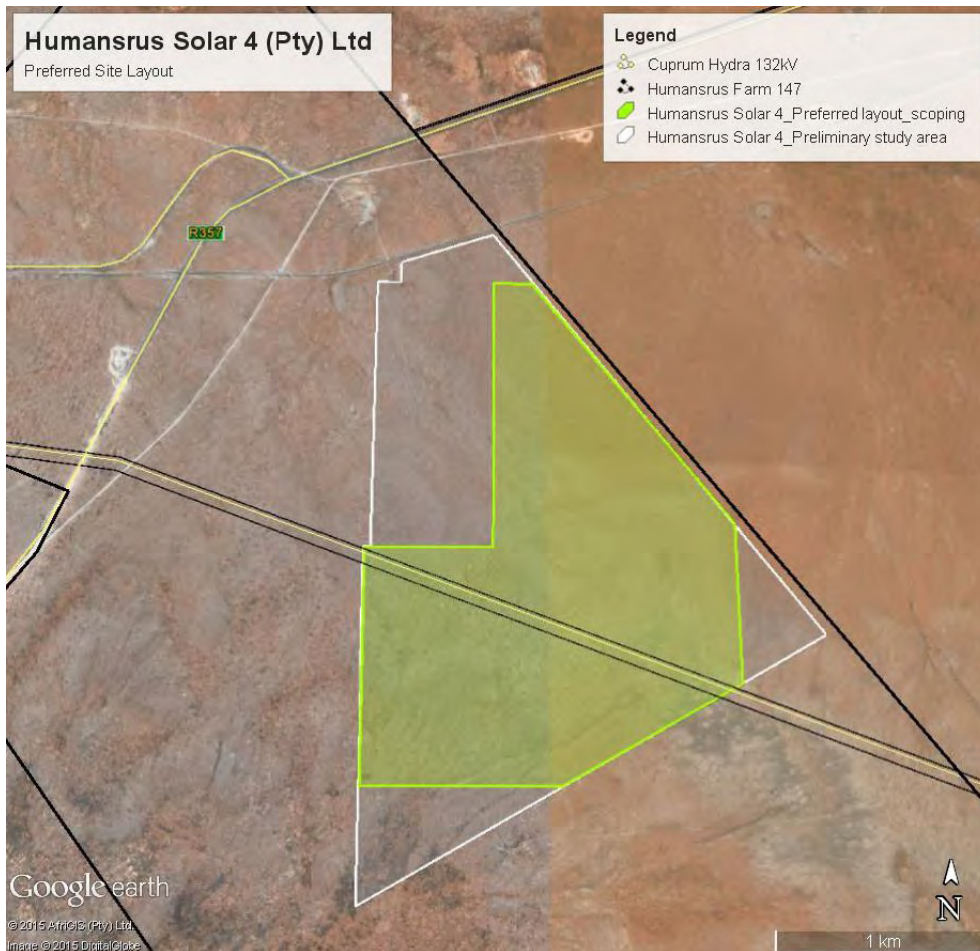 Humansrus Solar 4 (Pty) Ltd
Preferred Site Layout
Legend
Cuprum Hydra 132kV
Humansrus Farm 147
Humansrus Solar 4_Preferred layout_scoping
Humansrus Solar 4_Preliminary study area
R357
Google earth
© 2015 AfriGIS (Pty) Ltd.
Image © 2015 DigitalGlobe
N
1 km